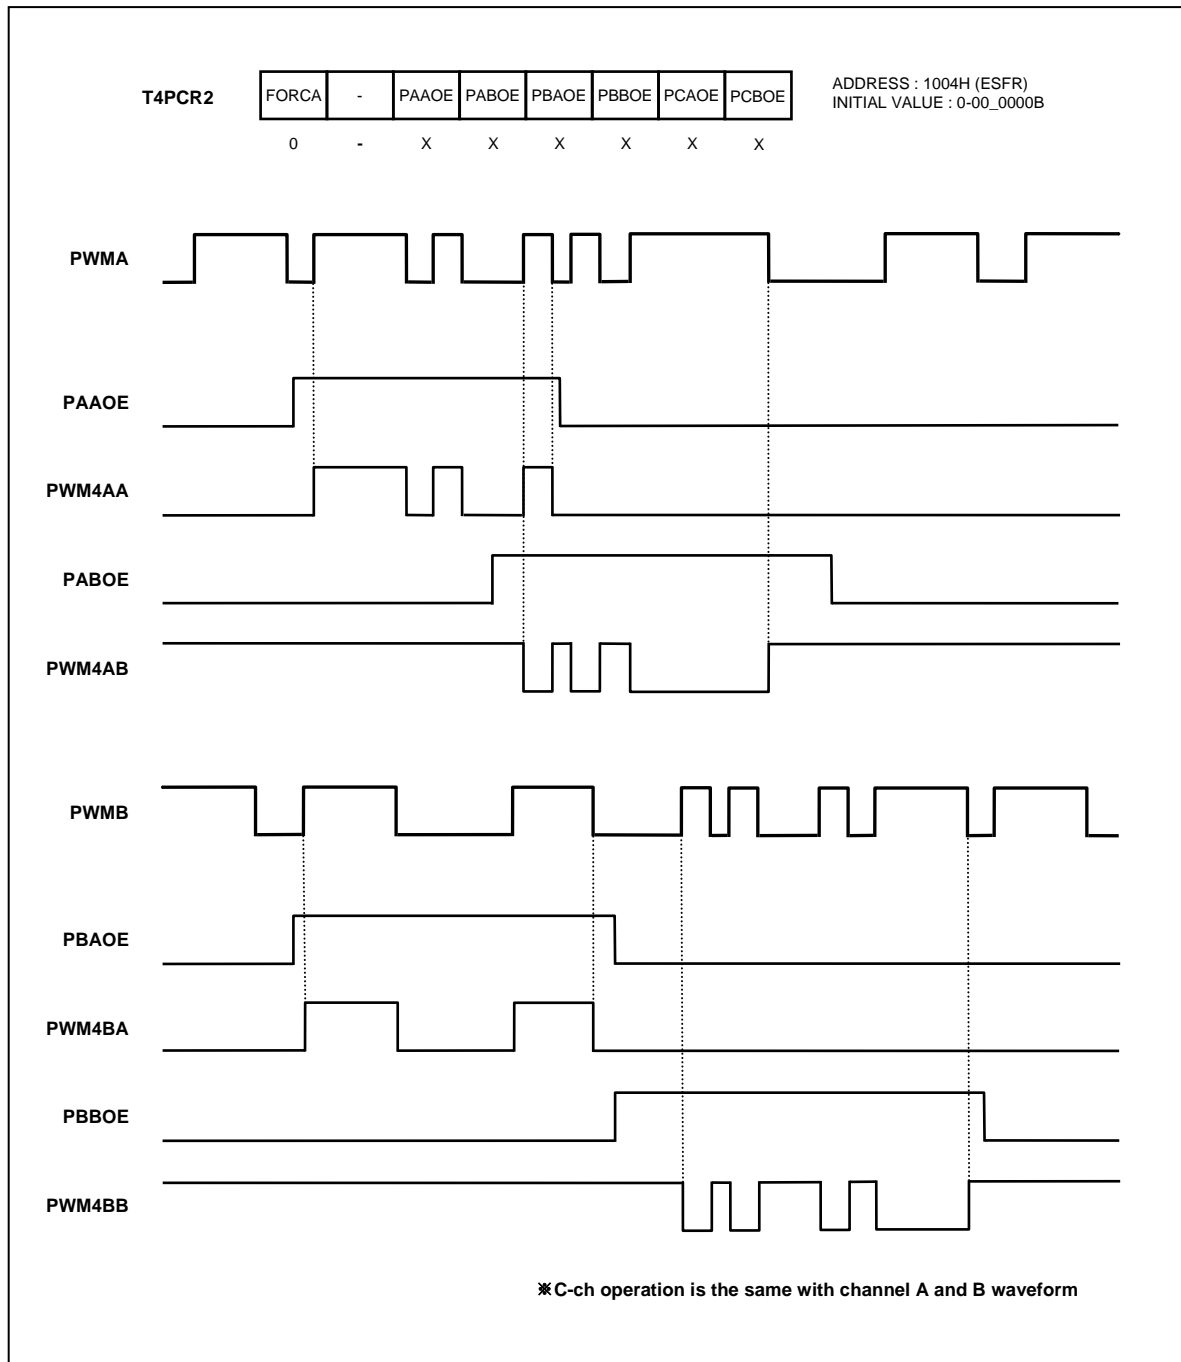 T4PCR2 FORCA - PAAOE PABOE PBAOE PBBOE PCAOE PCBOE
0 - X X X X X X
ADDRESS : 1004H (ESFR)
INITIAL VALUE : 0-00_0000B
PWMA
PAAOE
PWM4AA
PABOE
PWM4AB
PWMB
PBAOE
PWM4BA
PBBOE
PWM4BB
※C-ch operation is the same with channel A and B waveform